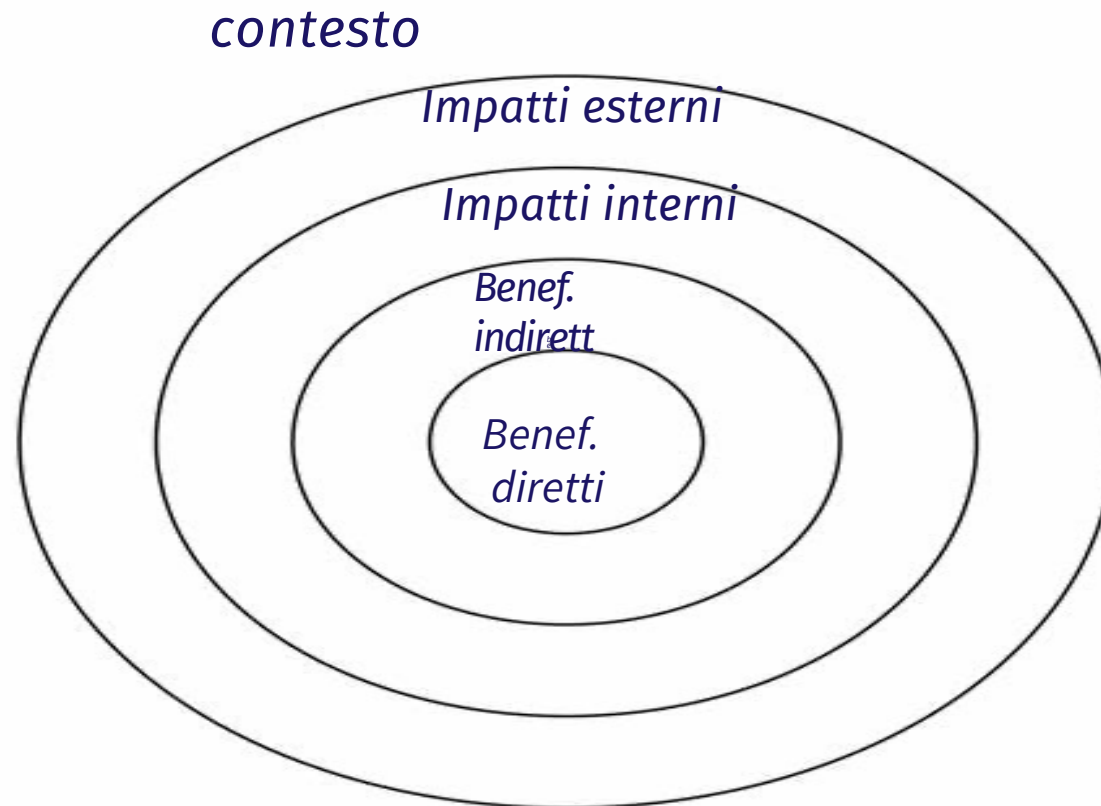 contesto
Impatti esterni
Impatti interni
Benef.
indirett
Benef.
diretti